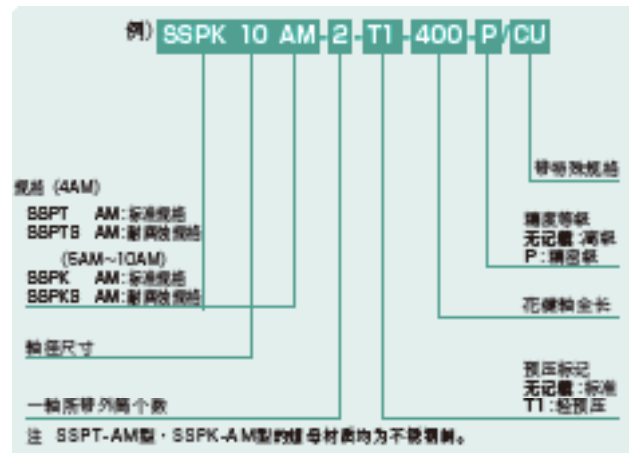 例) SSPK 10 AM-2-T1-400-P/CU
带特殊规格
规格 (4AM)
SSPT AM:标准规格
SSPTS AM:耐腐蚀规格
(5AM~10AM)
SSPK AM:标准规格
SSPKS AM:耐腐蚀规格
精度等级
无记载:高级
P:精密级
花键轴全长
轴径尺寸
预压标记
无记载:标准
T1:轻预压
一轴所带外筒个数
注 SSPT-AM型·SSPK-AM型的螺母材质均为不锈钢制。